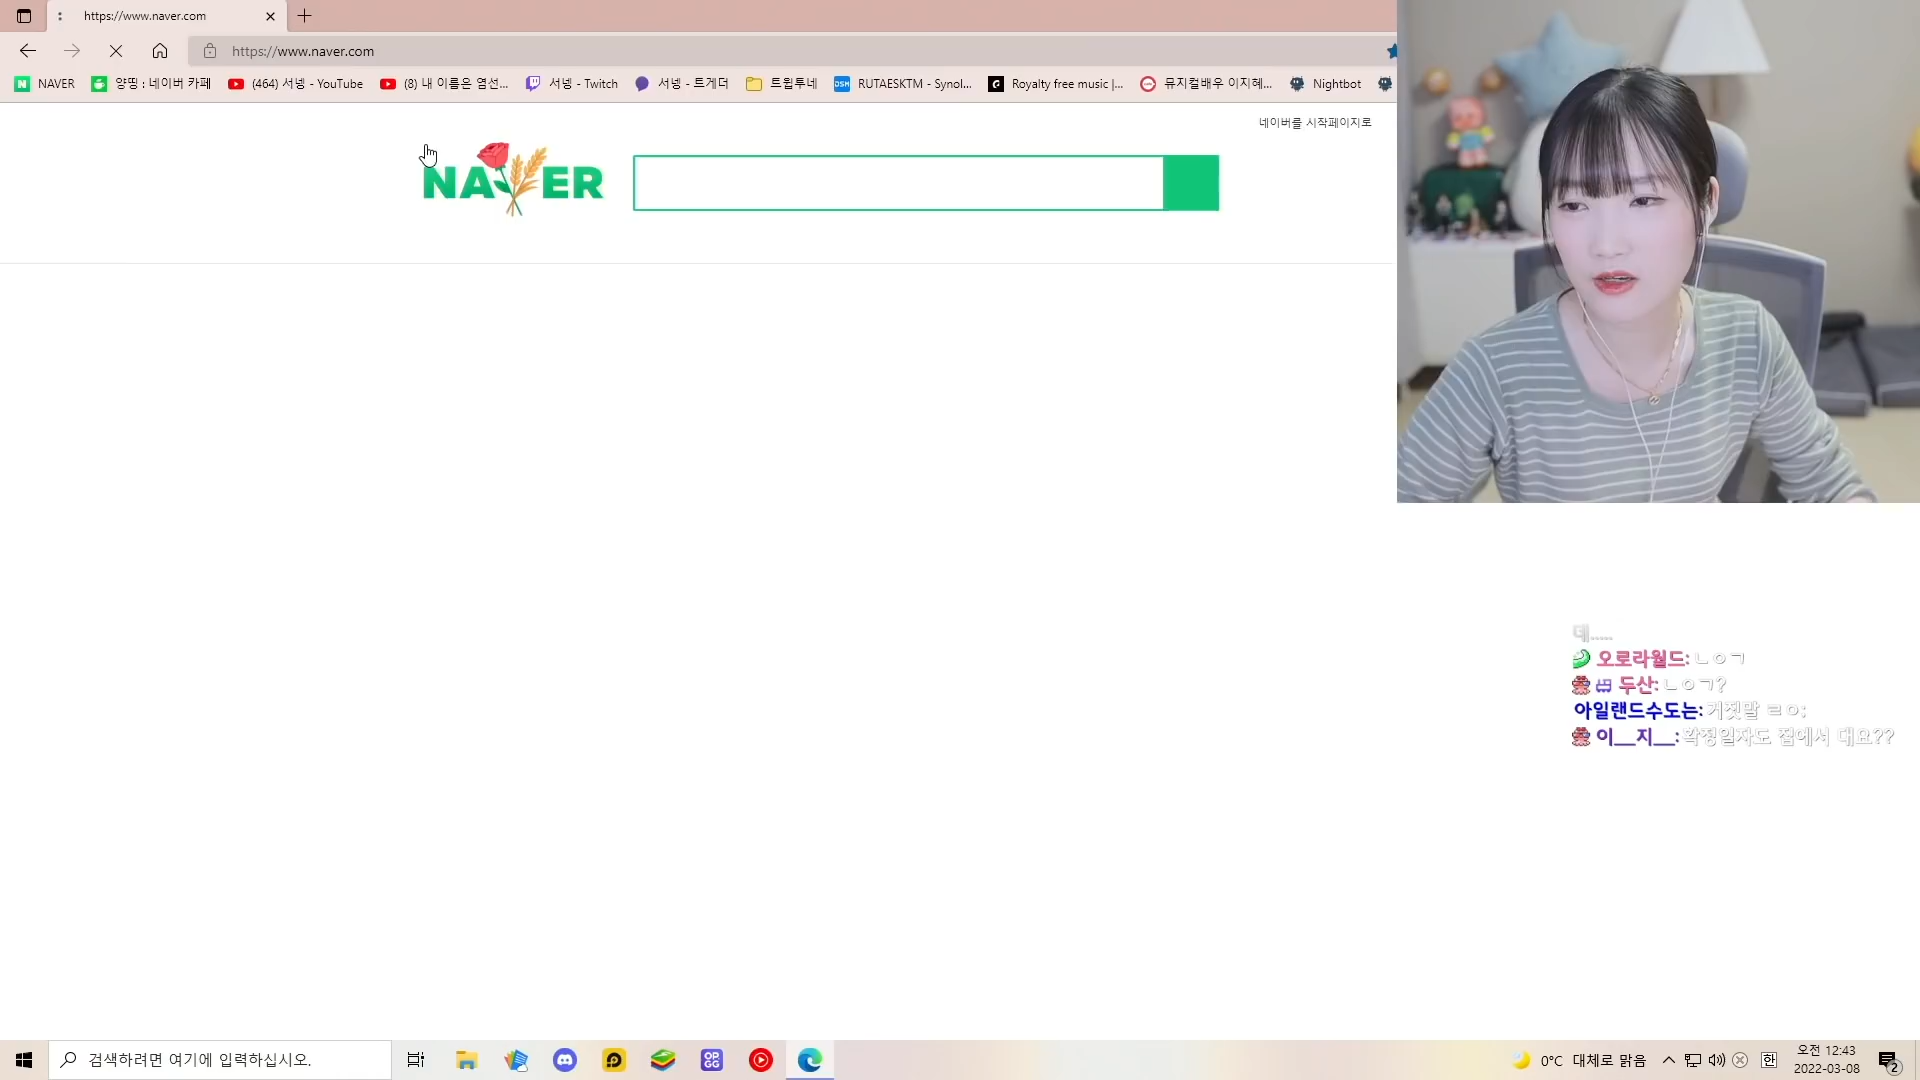 https://www.naver.com
https://www.naver.com
NAVER
양띵 : 네이버 카페
(464) 서넹 - YouTube
(8) 내 이름은 염선...
서넹 - Twitch
서넹 - 트게더
트윕투네
RUTAESKTM - Synol...
Royalty free music |...
뮤지컬배우 이지혜...
Nightbot
네이버를 시작페이지로
NAVER
데.....
오로라월드: ㄴㅇㄱ
두산: ㄴㅇㄱ?
아일랜드수도는: 거짓말 ㄹㅇ;
이__지__: 확정일자도 집에서 대요??
검색하려면 여기에 입력하십시오.
OP.GG
0°C 대체로 맑음
한
오전 12:43
2022-03-08
2